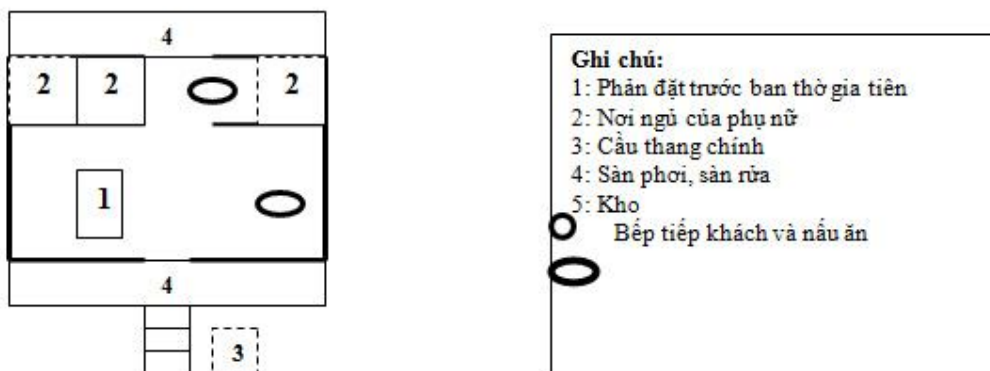 4
2 2 2
1
4
3
Ghi chú:
1: Phản đặt trước ban thờ gia tiên
2: Nơi ngủ của phụ nữ
3: Cầu thang chính
4: Sàn phơi, sàn rửa
5: Kho
Bếp tiếp khách và nấu ăn